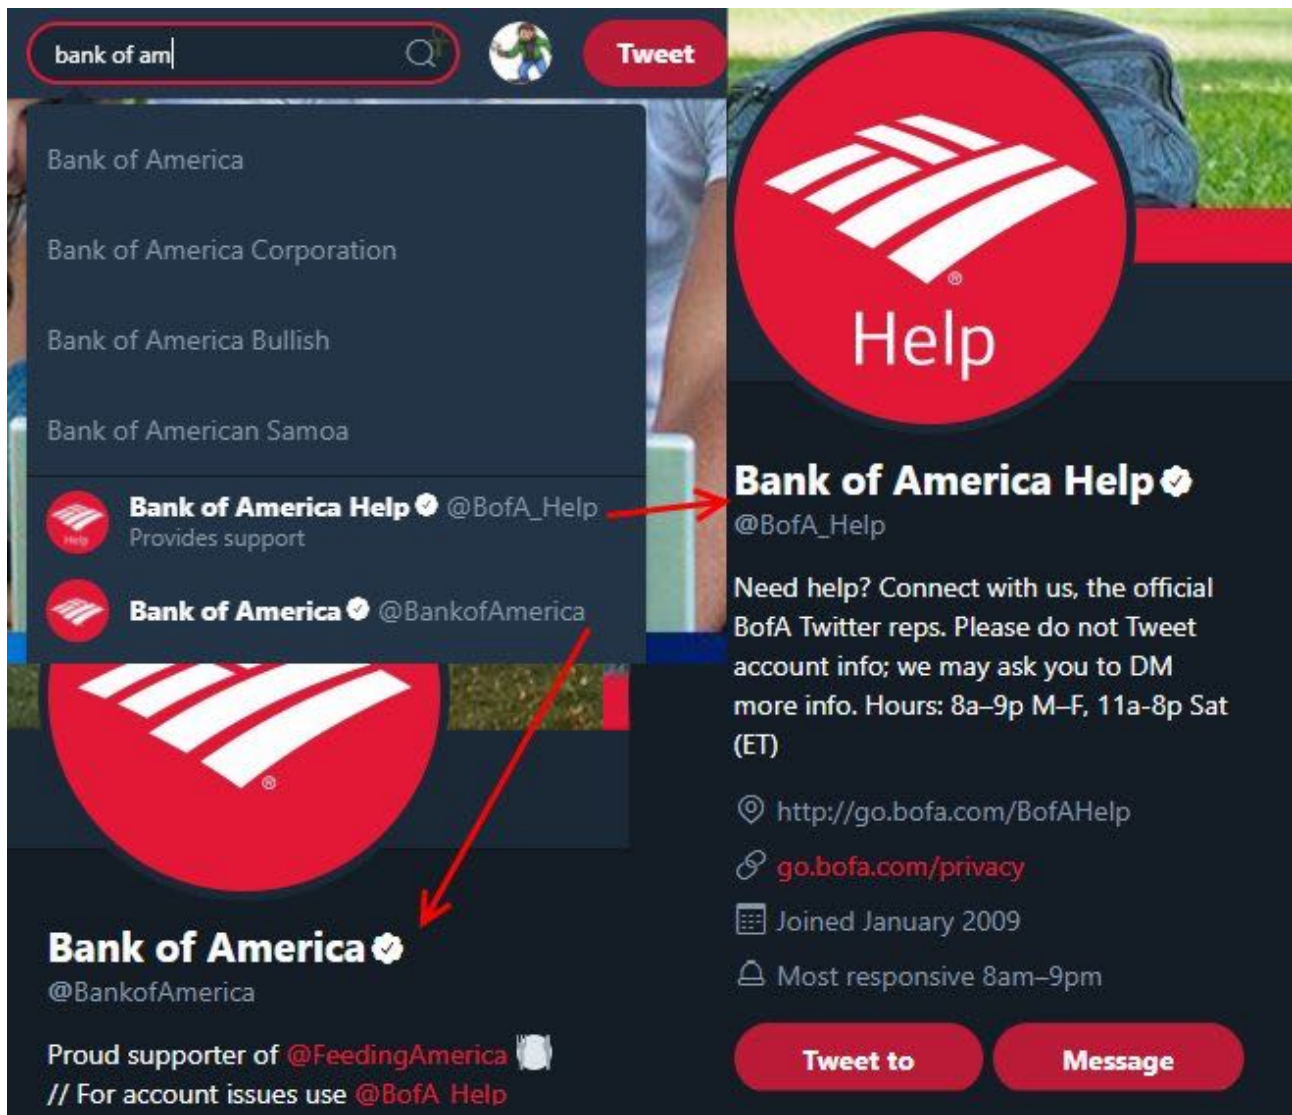 bank of am
Tweet
Bank of America
Bank of America Corporation
Bank of America Bullish
Bank of American Samoa
Bank of America Help @BofA_Help
Provides support
Bank of America @BankofAmerica
Help
Bank of America
@BankofAmerica
Proud supporter of @FeedingAmerica
// For account issues use @BofA_Help
Help
Bank of America Help
@BofA_Help
Need help? Connect with us, the official
BofA Twitter reps. Please do not Tweet
account info; we may ask you to DM
more info. Hours: 8a–9p M–F, 11a-8p Sat
(ET)
http://go.bofa.com/BofAHelp
go.bofa.com/privacy
Joined January 2009
Most responsive 8am–9pm
Tweet to
Message